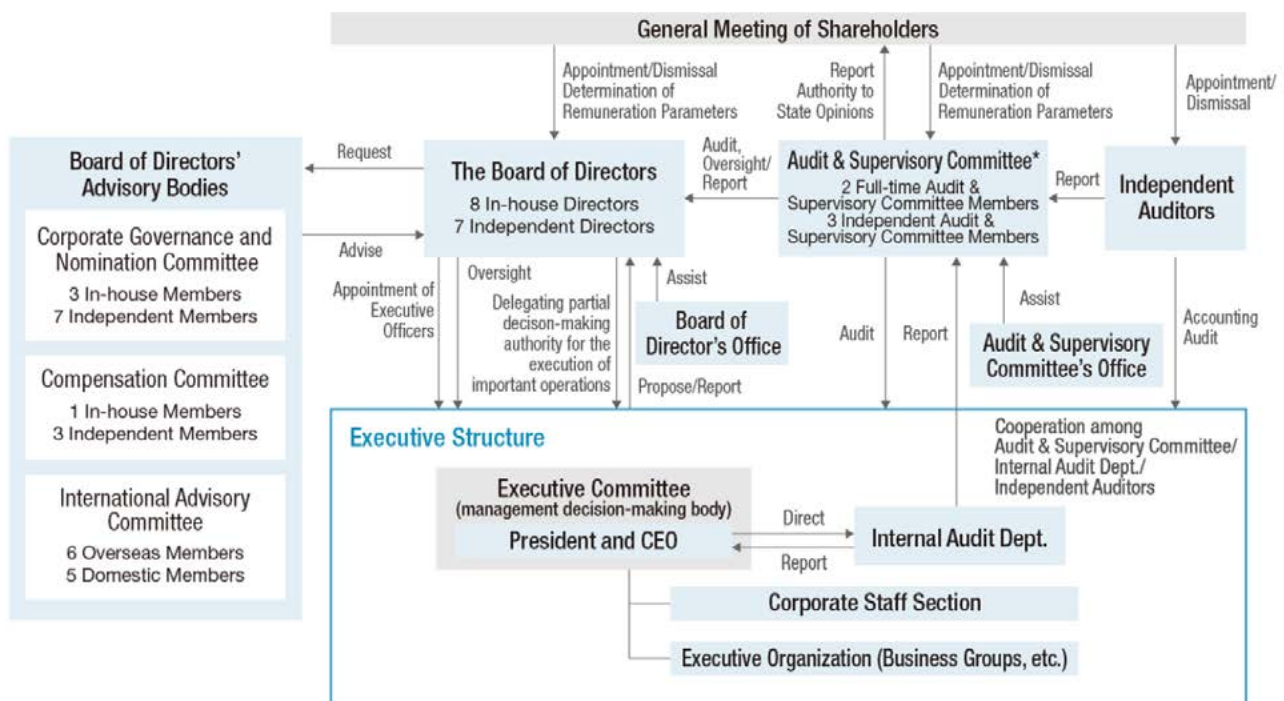 General Meeting of Shareholders
Appointment/Dismissal
Determination of
Remuneration Parameters
Report
Authority to
State Opinions
Appointment/Dismissal
Determination of
Remuneration Parameters
Appointment/
Dismissal
Board of Directors'
Advisory Bodies
Corporate Governance and
Nomination Committee
3 In-house Members
7 Independent Members
Compensation Committee
1 In-house Members
3 Independent Members
International Advisory
Committee
6 Overseas Members
5 Domestic Members
Request
Advise
The Board of Directors
8 In-house Directors
7 Independent Directors
Audit,
Oversight/
Report
Audit & Supervisory Committee*
2 Full-time Audit &
Supervisory Committee Members
3 Independent Audit &
Supervisory Committee Members
Report
Independent
Auditors
Appointment of
Executive
Officers
Oversight
Delegating partial
decison-making
authority for the
execution of
important operations
Assist
Board of
Director's Office
Propose/Report
Audit
Report
Assist
Audit & Supervisory
Committee's Office
Accounting
Audit
Executive Structure
Cooperation among
Audit & Supervisory Committee/
Internal Audit Dept./
Independent Auditors
Executive Committee
(management decision-making body)
President and CEO
Direct
Report
Internal Audit Dept.
Corporate Staff Section
Executive Organization (Business Groups, etc.)